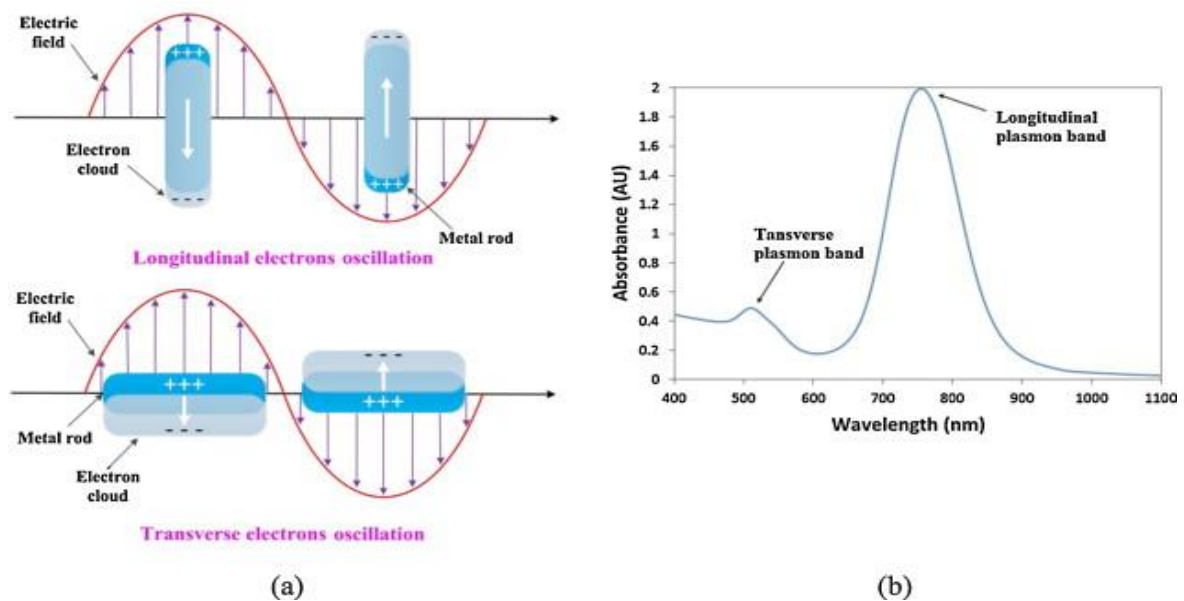 Electric
field
+++
- - -
Electron
cloud
- - -
+++
Metal rod
Longitudinal electrons oscillation
Electric
field
+++
- - -
Metal rod
Electron
cloud
- - -
+++
Transverse electrons oscillation
(a)
Absorbance (AU)
2
1.8
1.6
1.4
1.2
1
0.8
0.6
0.4
0.2
0
Longitudinal
plasmon band
Tansverse
plasmon band
400 500 600 700 800 900 1000 1100
Wavelength (nm)
(b)